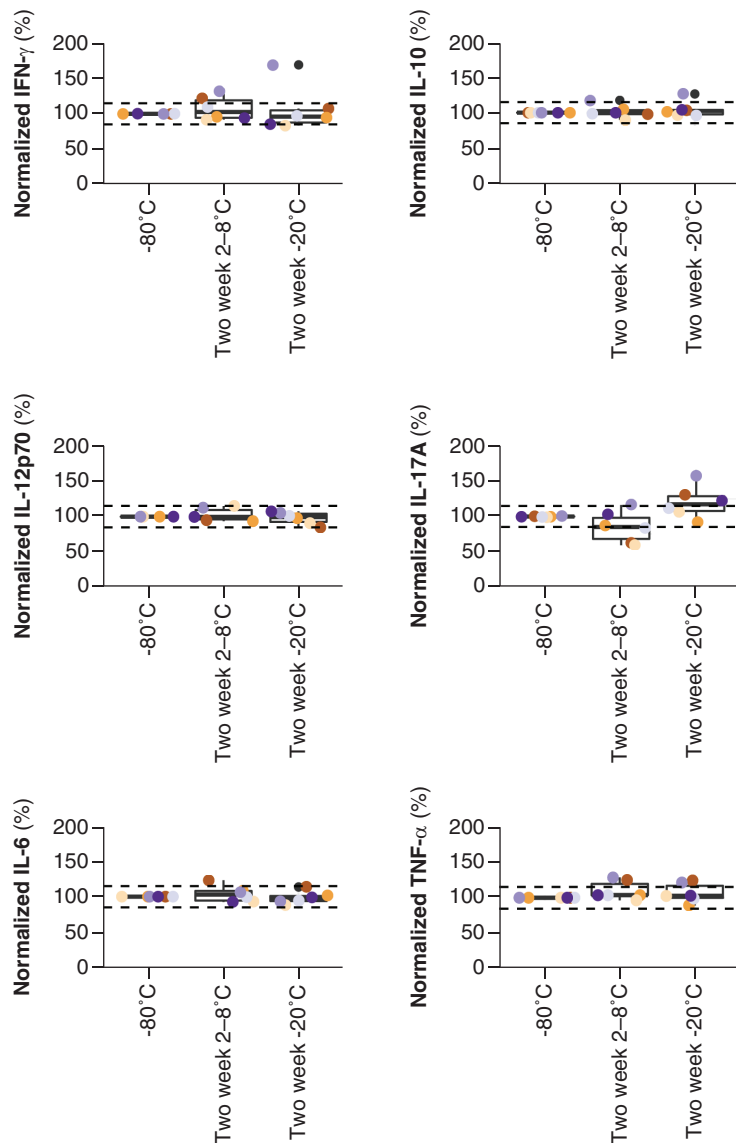 Normalized IFN-γ (%)
200
150
100
50
0
-80˚C
Two week 2–8˚C
Two week -20˚C
Normalized IL-10 (%)
200
150
100
50
0
-80˚C
Two week 2–8˚C
Two week -20˚C
Normalized IL-12p70 (%)
200
150
100
50
0
-80˚C
Two week 2–8˚C
Two week -20˚C
Normalized IL-17A (%)
200
150
100
50
0
-80˚C
Two week 2–8˚C
Two week -20˚C
Normalized IL-6 (%)
200
150
100
50
0
-80˚C
Two week 2–8˚C
Two week -20˚C
Normalized TNF-α (%)
200
150
100
50
0
-80˚C
Two week 2–8˚C
Two week -20˚C